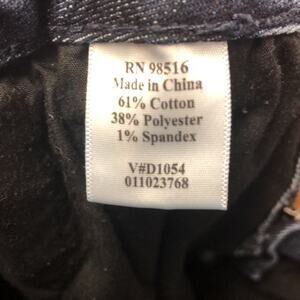 RN 98516
Made in China
61% Cotton
38% Polyester
1% Spandex
V#D1054
011023768